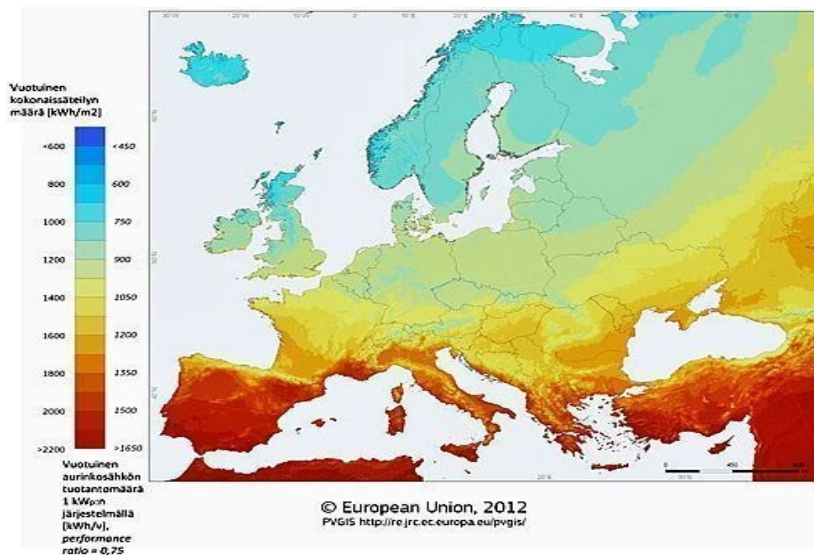 Vuotuinen
kokonaissäteilyn
määrä [kWh/m2]
<600 <450
800 600
1000 750
1200 900
1400 1050
1600 1200
1800 1350
2000 1500
>2200 >1650
Vuotuinen
aurinkosähkön
tuotantomäärä
1 kWp:n
järjestelmällä
[kWh/v],
performance
ratio = 0,75
© European Union, 2012
PVGIS http://re.jrc.ec.europa.eu/pvgis/